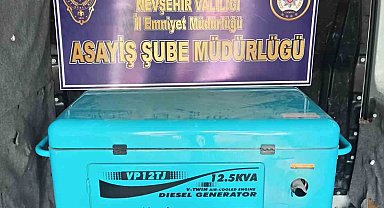 NEVŞEHİR VALİLİĞİ
İl Emniyet Müdürlüğü
ASAYİŞ ŞUBE MÜDÜRLÜĞÜ
VP12TJ 12.5KVA
V-TWIN AIR-COOLED ENGINE
DIESEL GENERATOR